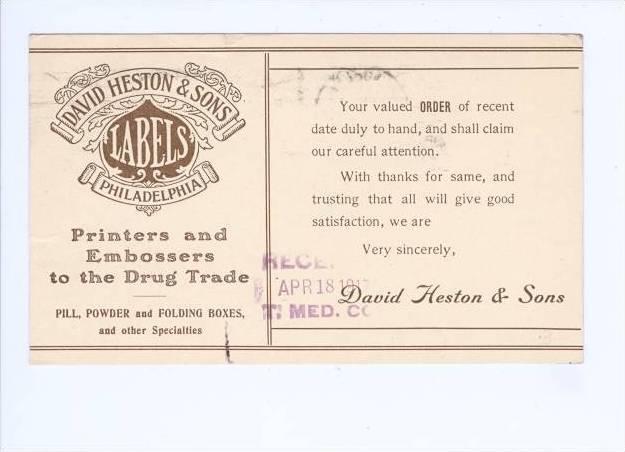 DAVID HESTON & SONS
LABELS
PHILADELPHIA
Printers and
Embossers
to the Drug Trade
PILL, POWDER and FOLDING BOXES,
and other Specialties
Your valued ORDER of recent
date duly to hand, and shall claim
our careful attention.
With thanks for same, and
trusting that all will give good
satisfaction, we are
Very sincerely,
David Heston & Sons
APR 18
MED.